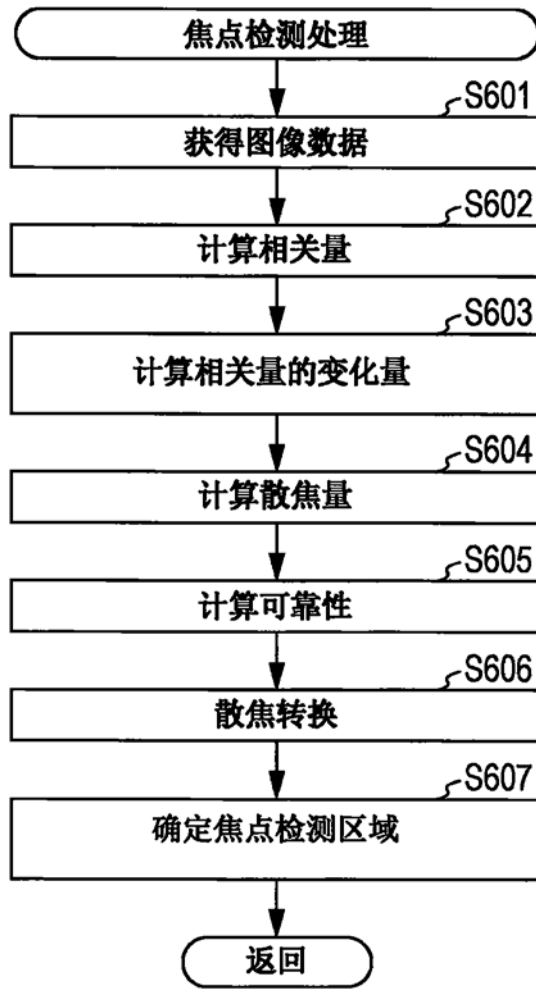 焦点检测处理
S601
获得图像数据
S602
计算相关量
S603
计算相关量的变化量
S604
计算散焦量
S605
计算可靠性
S606
散焦转换
S607
确定焦点检测区域
返回